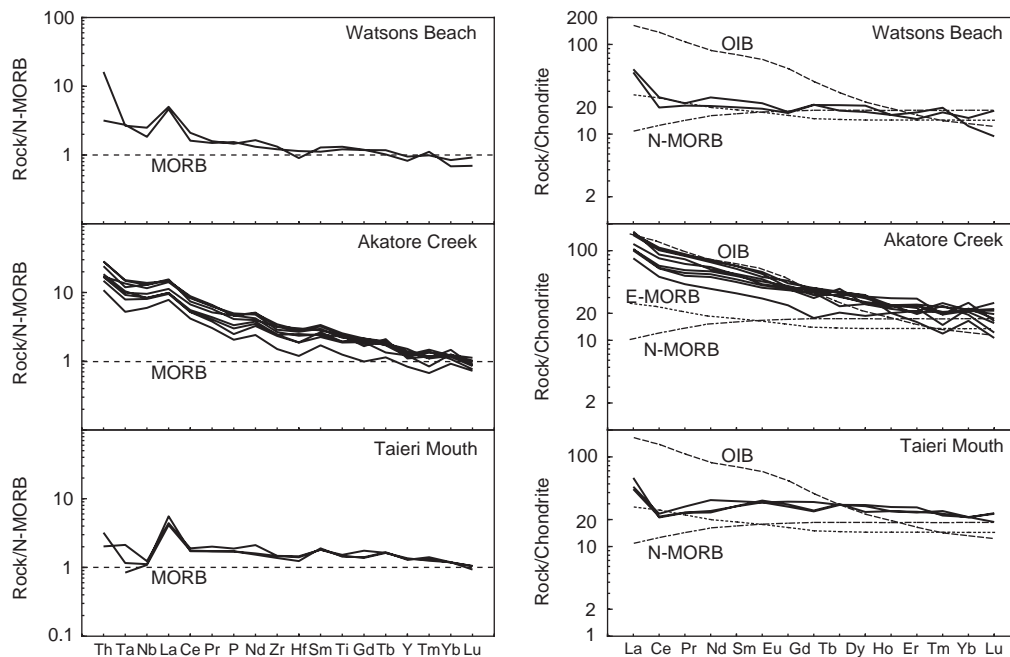 Rock/N-MORB
100
10
1
Watsons Beach
MORB
Rock/Chondrite
200
100
20
10
2
1
Watsons Beach
OIB
N-MORB
Rock/N-MORB
10
1
Akatore Creek
MORB
Rock/Chondrite
100
20
10
2
Akatore Creek
OIB
E-MORB
N-MORB
Rock/N-MORB
10
1
0.1
Taieri Mouth
MORB
Rock/Chondrite
100
20
10
2
1
Taieri Mouth
OIB
N-MORB
Th Ta Nb La Ce Pr P Nd Zr Hf Sm Ti Gd Tb Y Tm Yb Lu
La Ce Pr Nd Sm Eu Gd Tb Dy Ho Er Tm Yb Lu